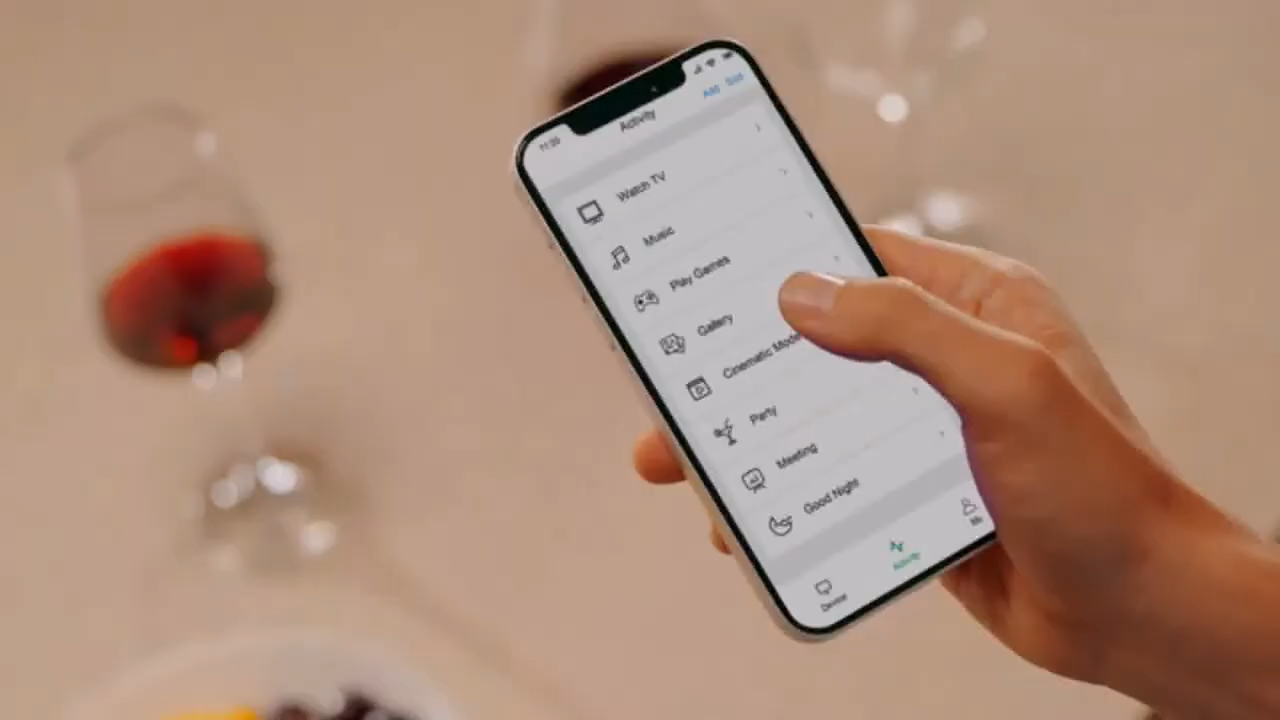 Activity
Add Edit
Watch TV
Music
Play Games
Gallery
Cinematic Mode
Party
Meeting
Good Night
Device
Activity
Me